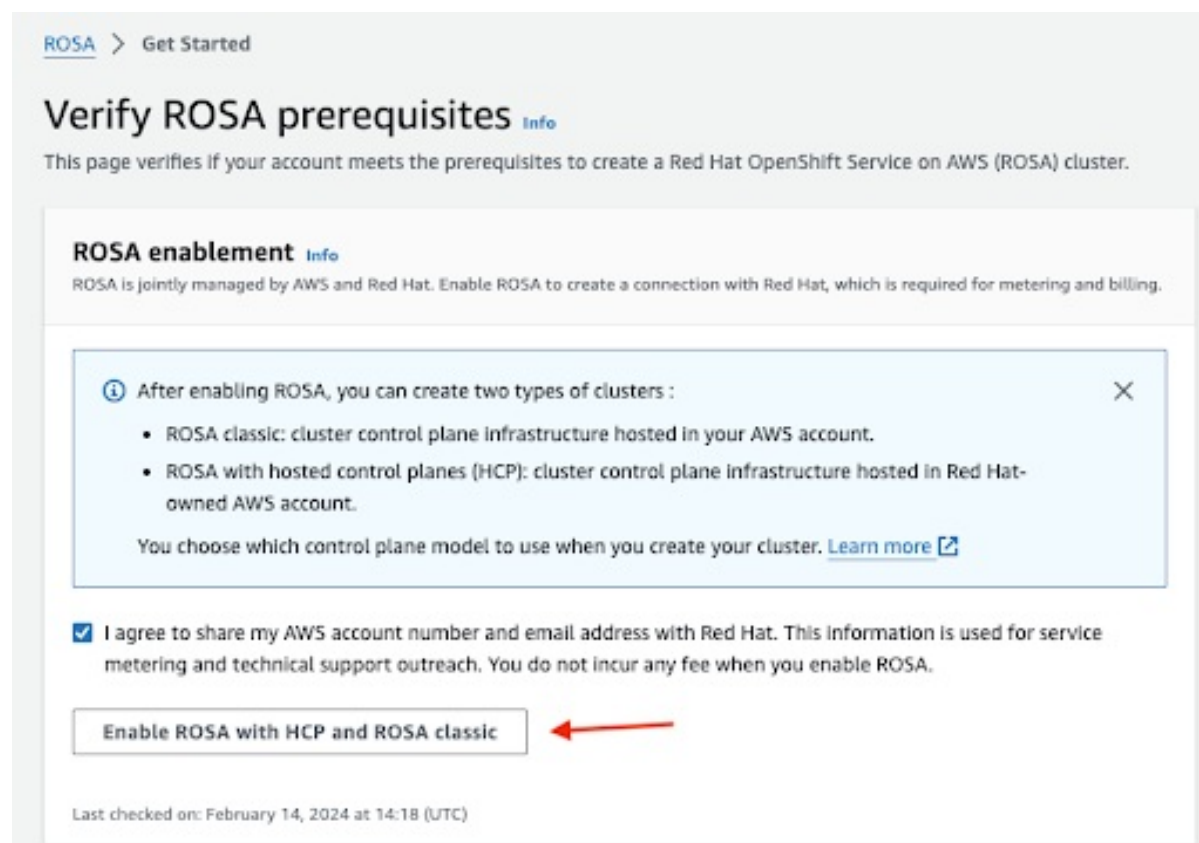 ROSA > Get Started
Verify ROSA prerequisites Info
This page verifies if your account meets the prerequisites to create a Red Hat OpenShift Service on AWS (ROSA) cluster.
ROSA enablement Info
ROSA is jointly managed by AWS and Red Hat. Enable ROSA to create a connection with Red Hat, which is required for metering and billing.
After enabling ROSA, you can create two types of clusters :
• ROSA classic: cluster control plane infrastructure hosted in your AWS account.
• ROSA with hosted control planes (HCP): cluster control plane infrastructure hosted in Red Hat-
owned AWS account.
You choose which control plane model to use when you create your cluster. Learn more
I agree to share my AWS account number and email address with Red Hat. This information is used for service
metering and technical support outreach. You do not incur any fee when you enable ROSA.
Enable ROSA with HCP and ROSA classic
Last checked on: February 14, 2024 at 14:18 (UTC)